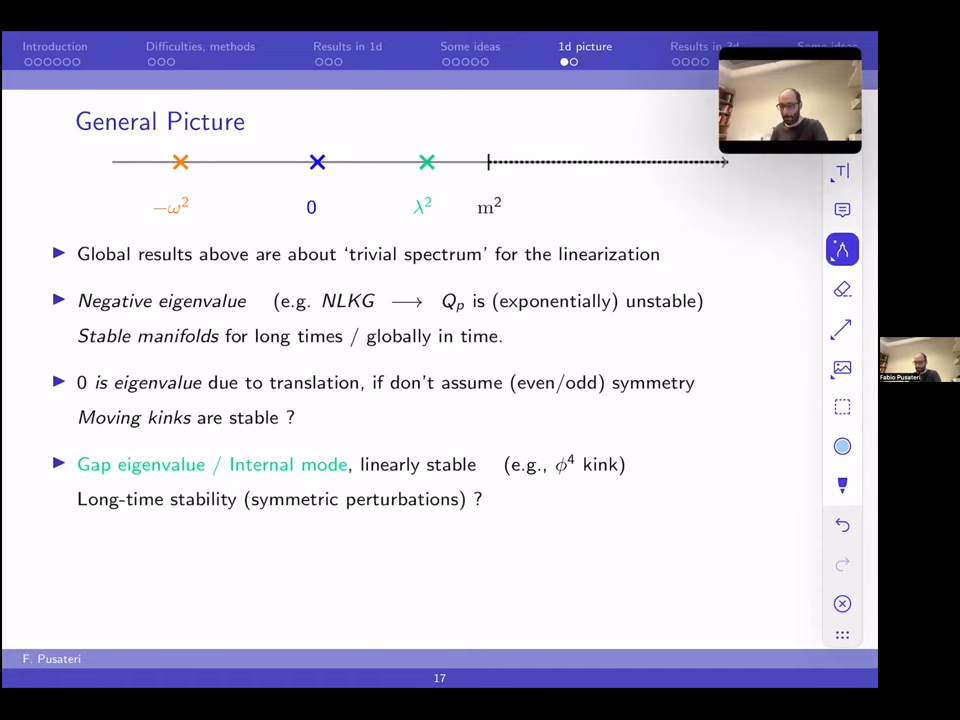 Introduction Difficulties, methods Results in 1d Some ideas 1d picture Results in
General Picture
−ω² 0 λ² m²
Global results above are about ‘trivial spectrum’ for the linearization
Negative eigenvalue (e.g. NLKG ⟶ Qₚ is (exponentially) unstable)
Stable manifolds for long times / globally in time.
0 is eigenvalue due to translation, if don’t assume (even/odd) symmetry
Moving kinks are stable ?
Gap eigenvalue / Internal mode, linearly stable (e.g., ϕ⁴ kink)
Long-time stability (symmetric perturbations) ?
Fabio Pusateri
F. Pusateri
17